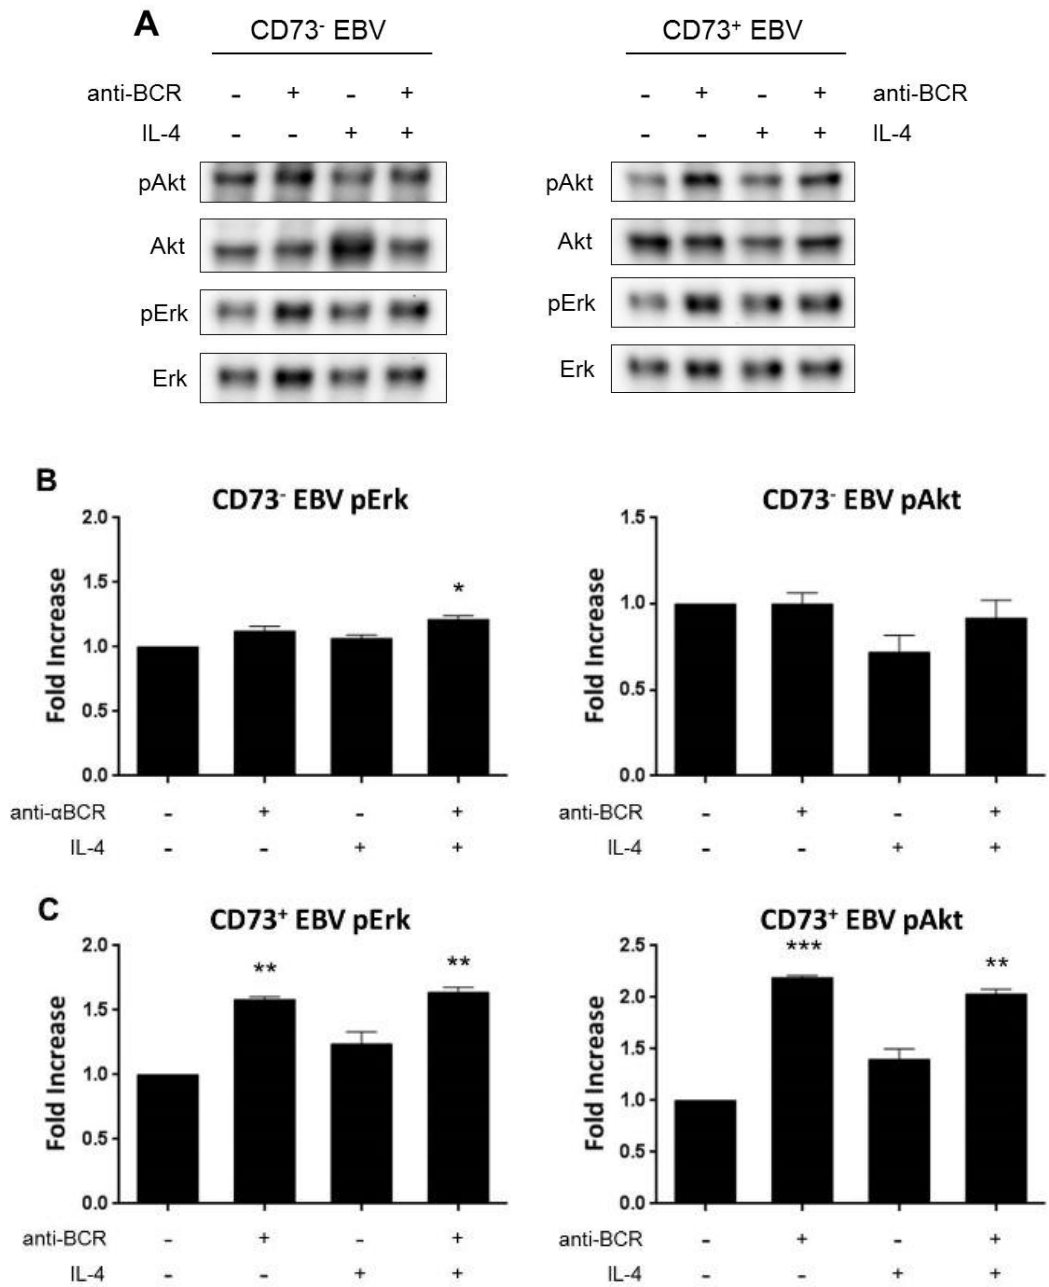 A
CD73- EBV
CD73+ EBV
anti-BCR - + - +
- + - + anti-BCR
IL-4 - - + +
- - + + IL-4
pAkt
pAkt
Akt
Akt
pErk
pErk
Erk
Erk
B
CD73- EBV pErk
2.0
1.5
1.0
0.5
0.0
Fold Increase
*
anti-αBCR - + - +
IL-4 - - + +
CD73- EBV pAkt
1.5
1.0
0.5
0.0
Fold Increase
anti-BCR - + - +
IL-4 - - + +
C
CD73+ EBV pErk
2.0
1.5
1.0
0.5
0.0
Fold Increase
** **
anti-BCR - + - +
IL-4 - - + +
CD73+ EBV pAkt
2.5
2.0
1.5
1.0
0.5
0.0
Fold Increase
*** **
anti-BCR - + - +
IL-4 - - + +